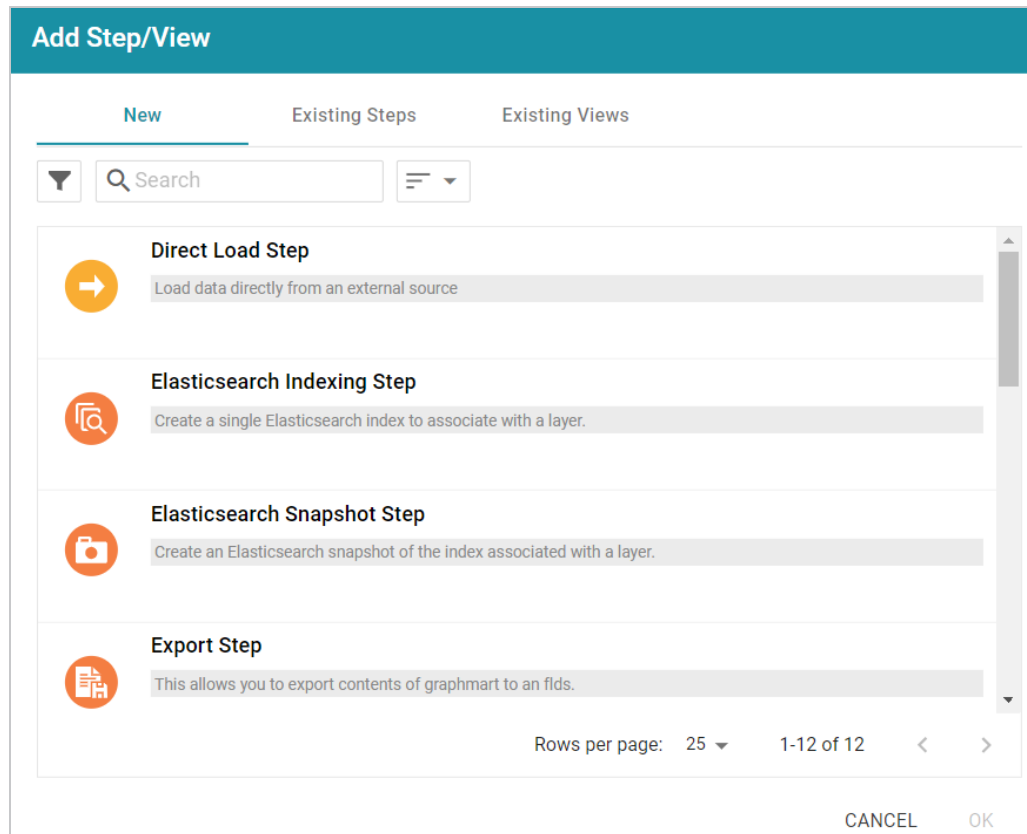 Add Step/View
New Existing Steps Existing Views
Search
Direct Load Step
Load data directly from an external source
Elasticsearch Indexing Step
Create a single Elasticsearch index to associate with a layer.
Elasticsearch Snapshot Step
Create an Elasticsearch snapshot of the index associated with a layer.
Export Step
This allows you to export contents of graphmart to an flds.
Rows per page: 25 1-12 of 12
CANCEL OK